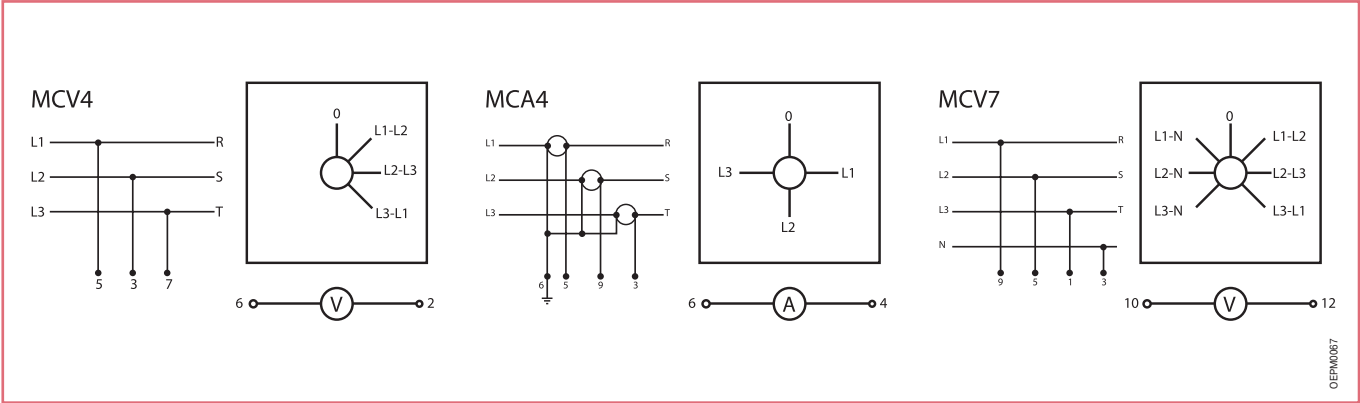 MCV4
L1 R
L2 S
L3 T
5 3 7
0
L1-L2
L2-L3
L3-L1
6 V 2
MCA4
L1 R
L2 S
L3 T
6 5 9 3
0
L3 L1
L2
6 A 4
MCV7
L1 R
L2 S
L3 T
N
9 5 1 3
0
L1-N L1-L2
L2-N L2-L3
L3-N L3-L1
10 V 12
OEPM0067